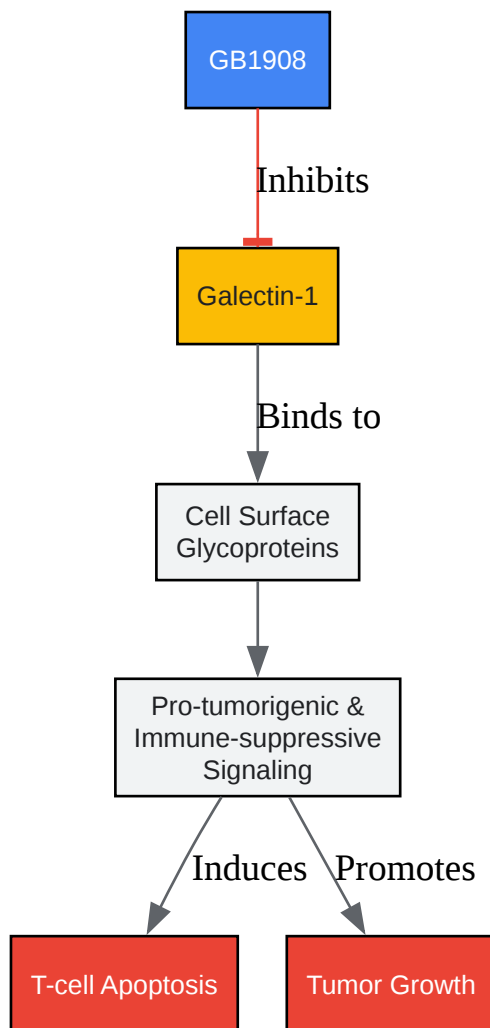 GB1908
Inhibits
Galectin-1
Binds to
Cell Surface
Glycoproteins
Pro-tumorigenic &
Immune-suppressive
Signaling
Induces
Promotes
T-cell Apoptosis
Tumor Growth